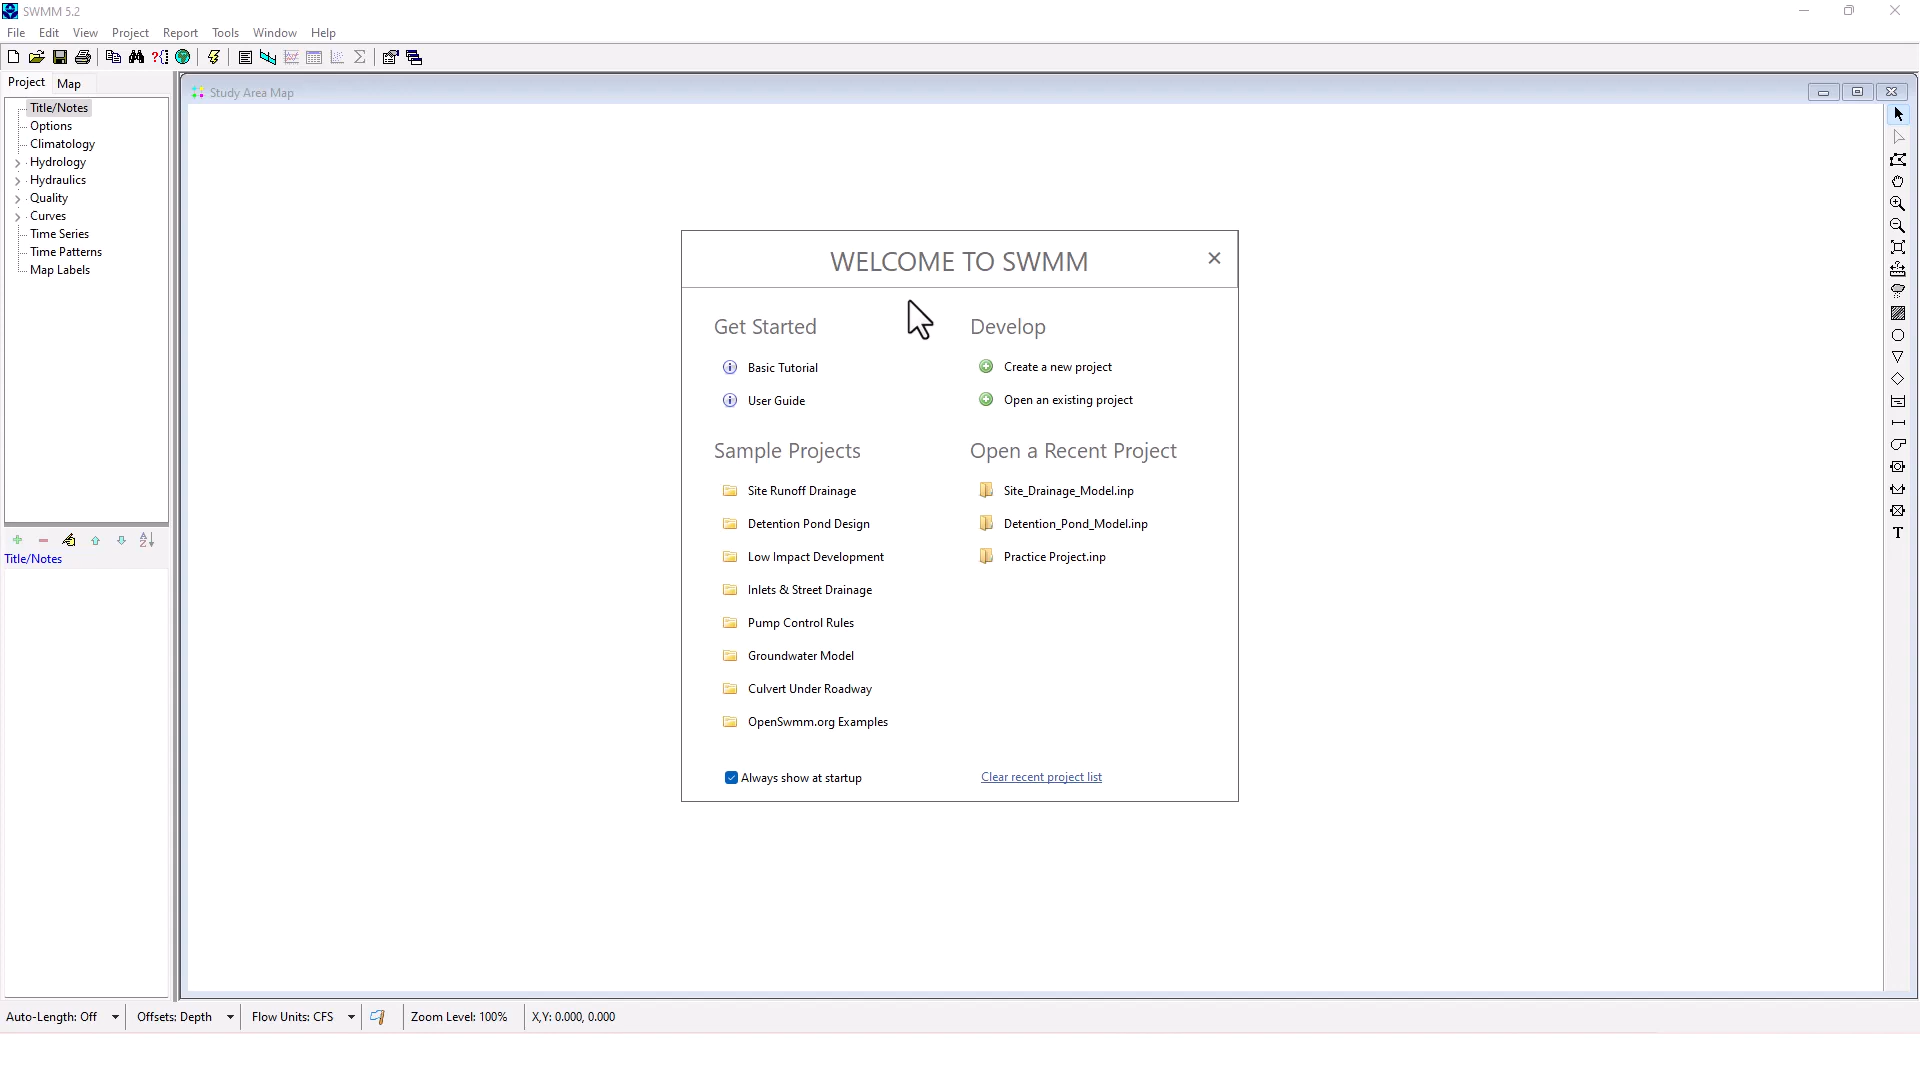 SWMM 5.2
File Edit View Project Report Tools Window Help
Project Map
Title/Notes
Options
Climatology
Hydrology
Hydraulics
Quality
Curves
Time Series
Time Patterns
Map Labels
Title/Notes
Study Area Map
WELCOME TO SWMM
Get Started
Basic Tutorial
User Guide
Develop
Create a new project
Open an existing project
Sample Projects
Site Runoff Drainage
Detention Pond Design
Low Impact Development
Inlets & Street Drainage
Pump Control Rules
Groundwater Model
Culvert Under Roadway
OpenSwmm.org Examples
Open a Recent Project
Site_Drainage_Model.inp
Detention_Pond_Model.inp
Practice Project.inp
Always show at startup
Clear recent project list
T
Auto-Length: Off Offsets: Depth Flow Units: CFS Zoom Level: 100% X,Y: 0.000, 0.000